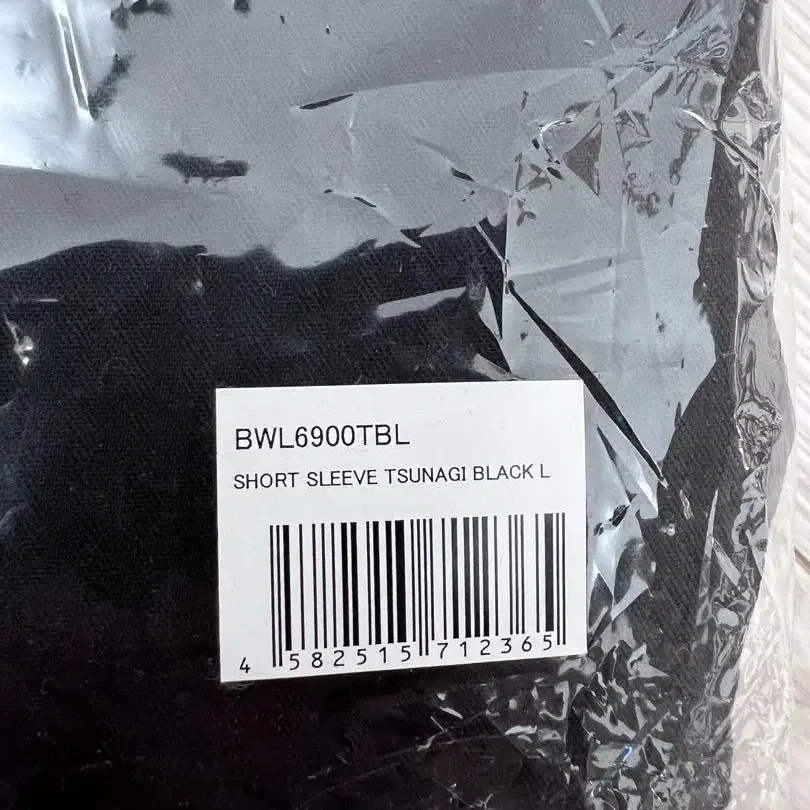 BWL6900TBL
SHORT SLEEVE TSUNAGI BLACK L
4 582515 712365